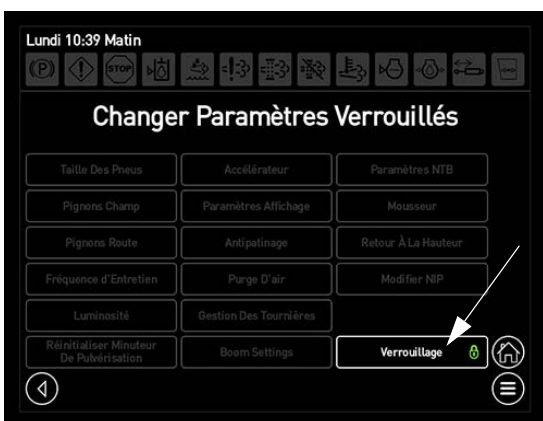 Lundi 10:39 Matin
(P) STOP
Changer Paramètres Verrouillés
Taille Des Pneus Accélérateur Paramètres NTB
Pignons Champ Paramètres Affichage Mousseur
Pignons Route Antipatinage Retour À La Hauteur
Fréquence d'Entretien Purge D'air Modifier NIP
Luminosité Gestion Des Tournières
Réinitialiser Minuteur
De Pulvérisation Boom Settings Verrouillage